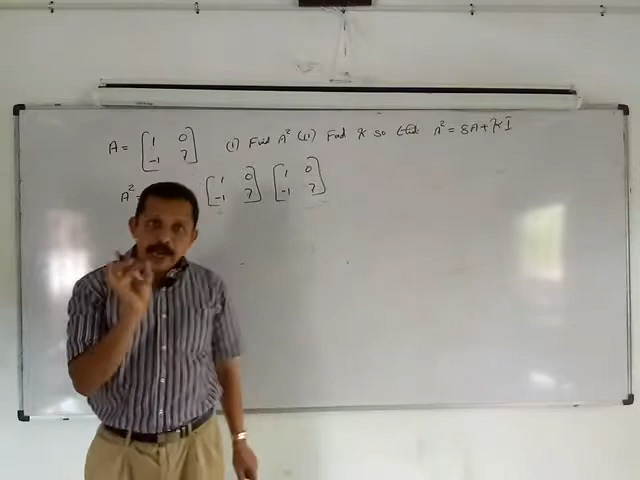 A = [ 1 0 -1 7 ] (i) Find A² (ii) Find K so that A² = 8A + KI
A² = [ 1 0 -1 7 ] [ 1 0 -1 7 ]